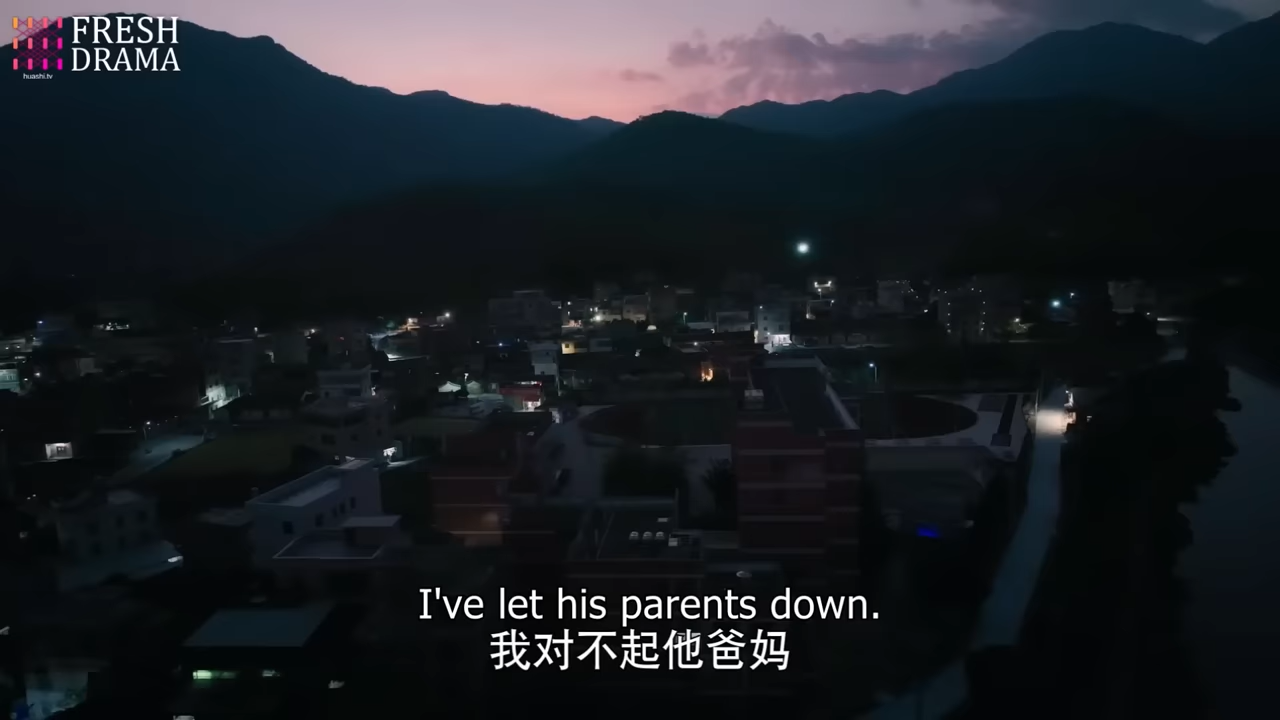 FRESH
DRAMA
huashi.tv
I've let his parents down.
我对不起他爸妈